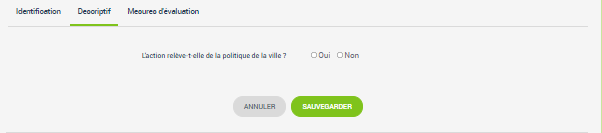 Identification Descriptif Mesures d'évaluation
L'action relève-t-elle de la politique de la ville ? Oui Non
ANNULER SAUVEGARDER